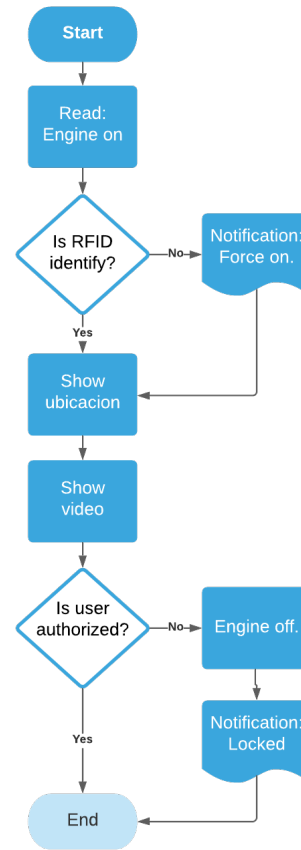 Start
Read:
Engine on
Is RFID
identify?
No
Notification:
Force on.
Yes
Show
ubicacion
Show
video
Is user
authorized?
No
Engine off.
Yes
Notification:
Locked
End